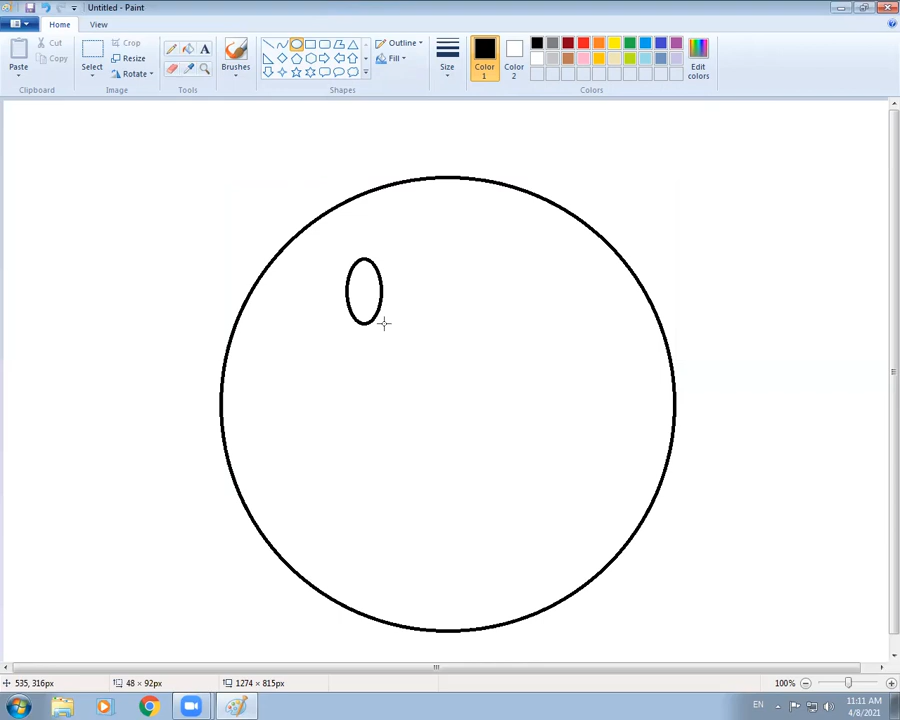 Untitled - Paint
Home
View
Paste
Cut
Copy
Clipboard
Select
Crop
Resize
Rotate
Image
A
Tools
Brushes
Outline
Fill
Shapes
Size
Color
1
Color
2
Edit
colors
Colors
535, 316px
48 × 92px
1274 × 815px
100%
EN
11:11 AM
4/8/2021